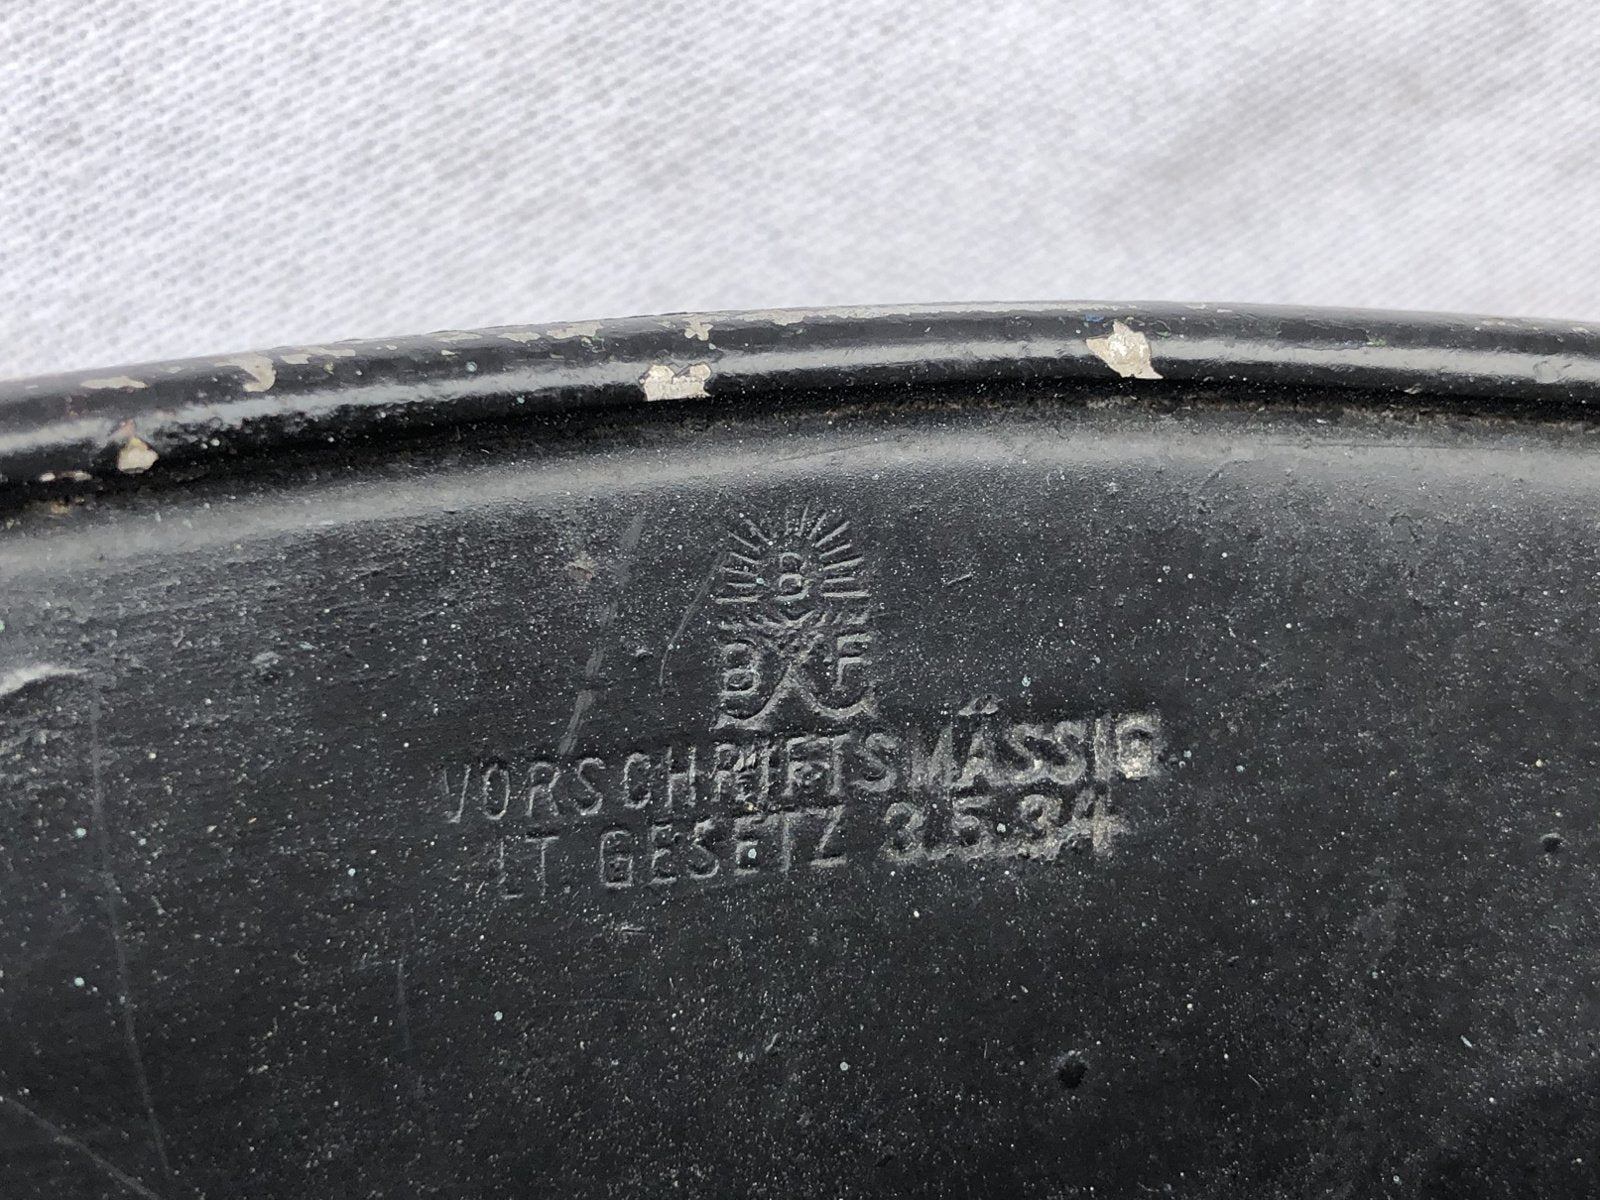 B
B F
VORSCHRIFTSMÄSSIG
LT. GESETZ 3.5.34